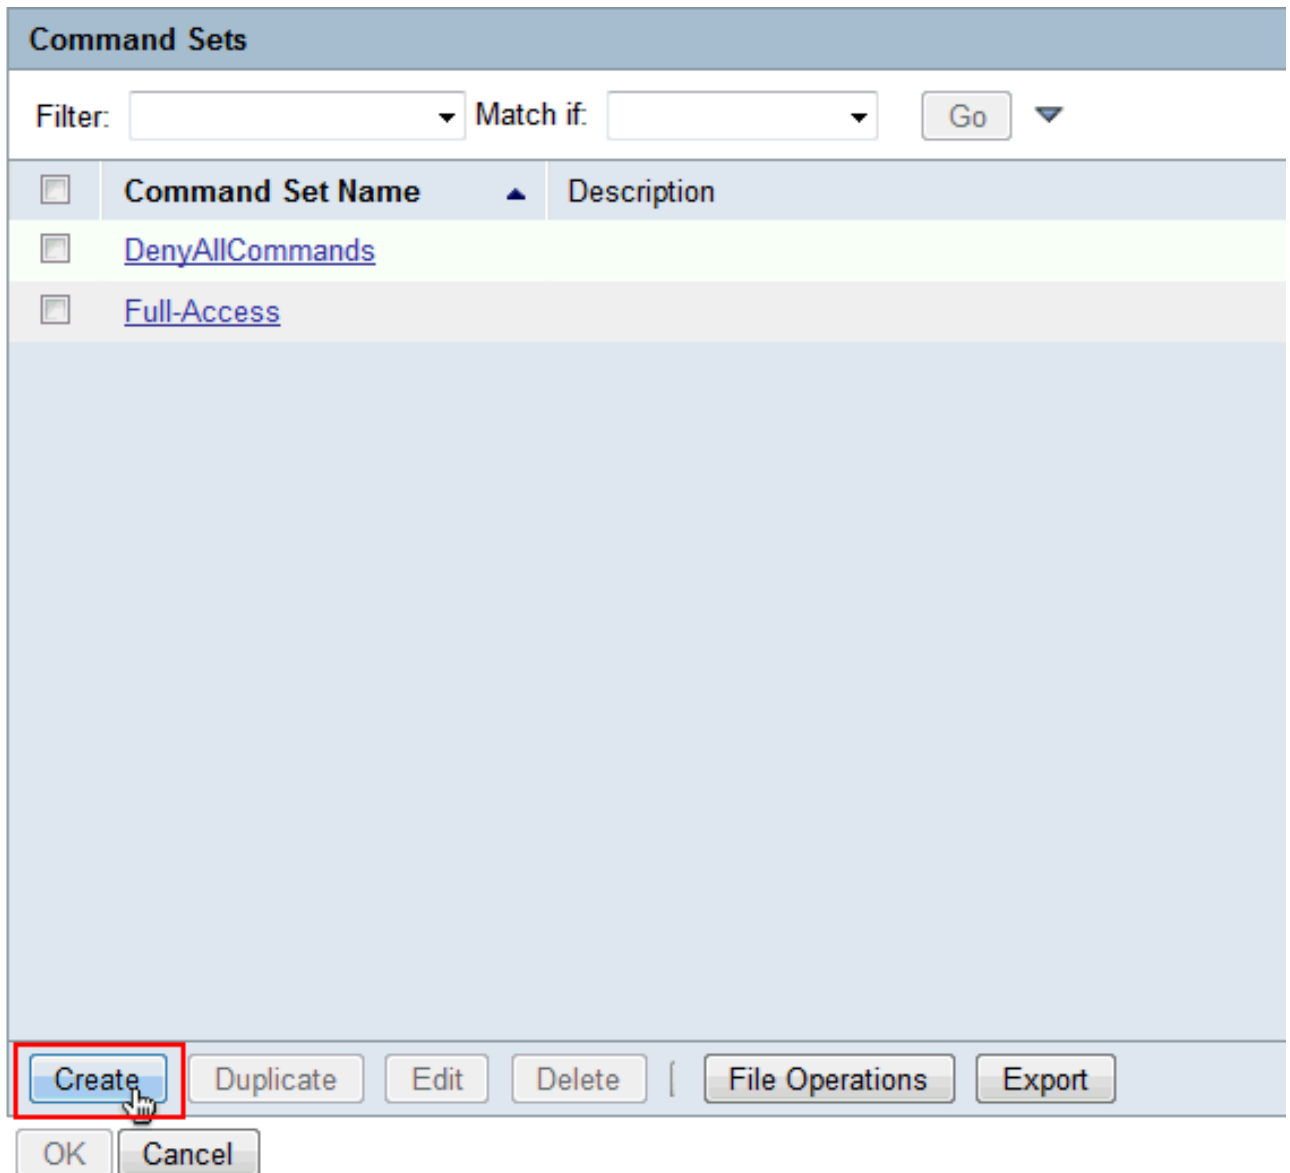 Command Sets
Filter: Match if: Go
Command Set Name Description
DenyAllCommands
Full-Access
Create Duplicate Edit Delete | File Operations Export
OK Cancel